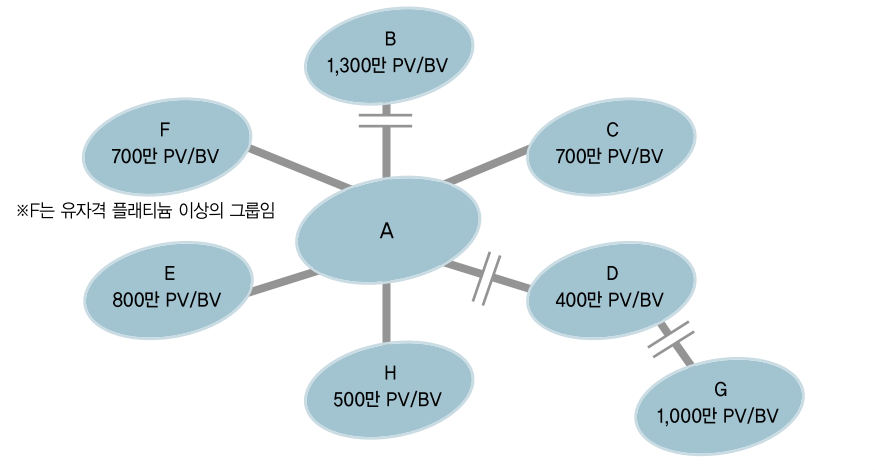 B
1,300만 PV/BV
F
700만 PV/BV
C
700만 PV/BV
※F는 유자격 플래티늄 이상의 그룹임
A
E
800만 PV/BV
D
400만 PV/BV
H
500만 PV/BV
G
1,000만 PV/BV